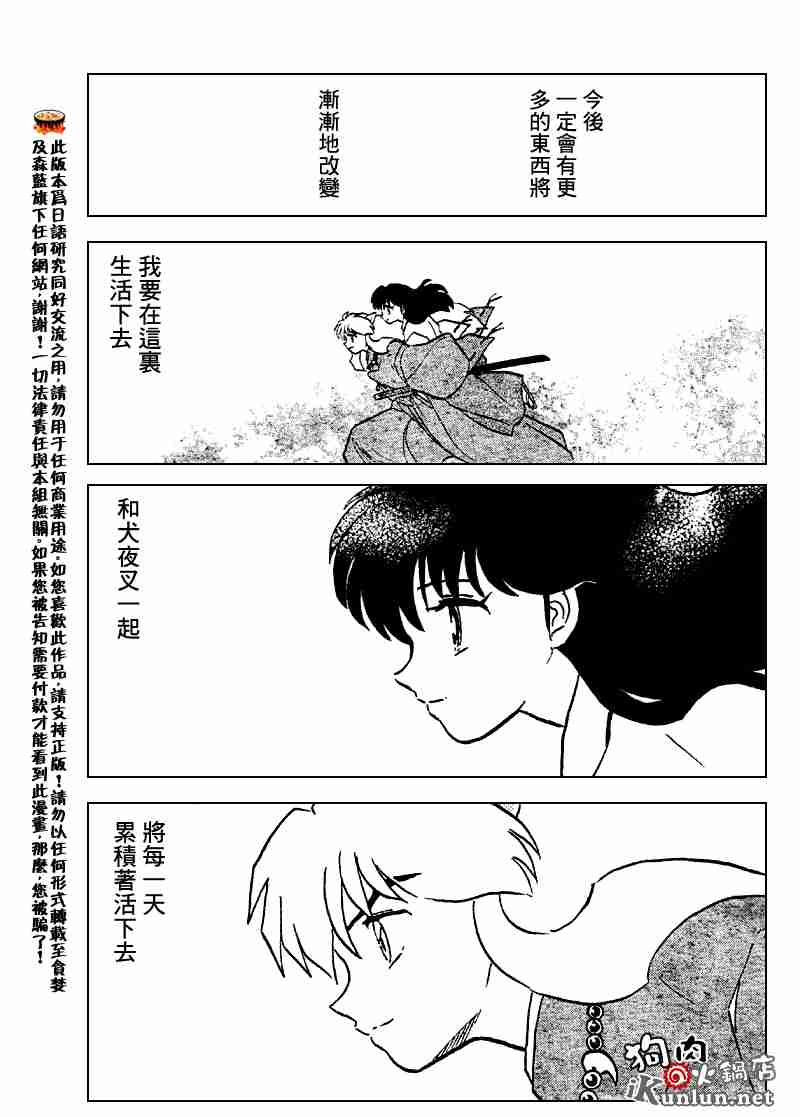 今後
一定會有更
多的東西將
漸漸地改變
我要在這裏
生活下去
和犬夜叉一起
將每一天
累積著活下去
此版本爲日語研究同好交流之用，請勿用于任何商業用途。如您喜歡此作品，請支持正版！請勿以任何形式轉載至貪婪
及森藍旗下任何網站，謝謝！一切法律責任與本組無關。如果您被告知需要付款才能看到此漫畫，那麼，您被騙了！
狗肉
火鍋店
iKunlun.net